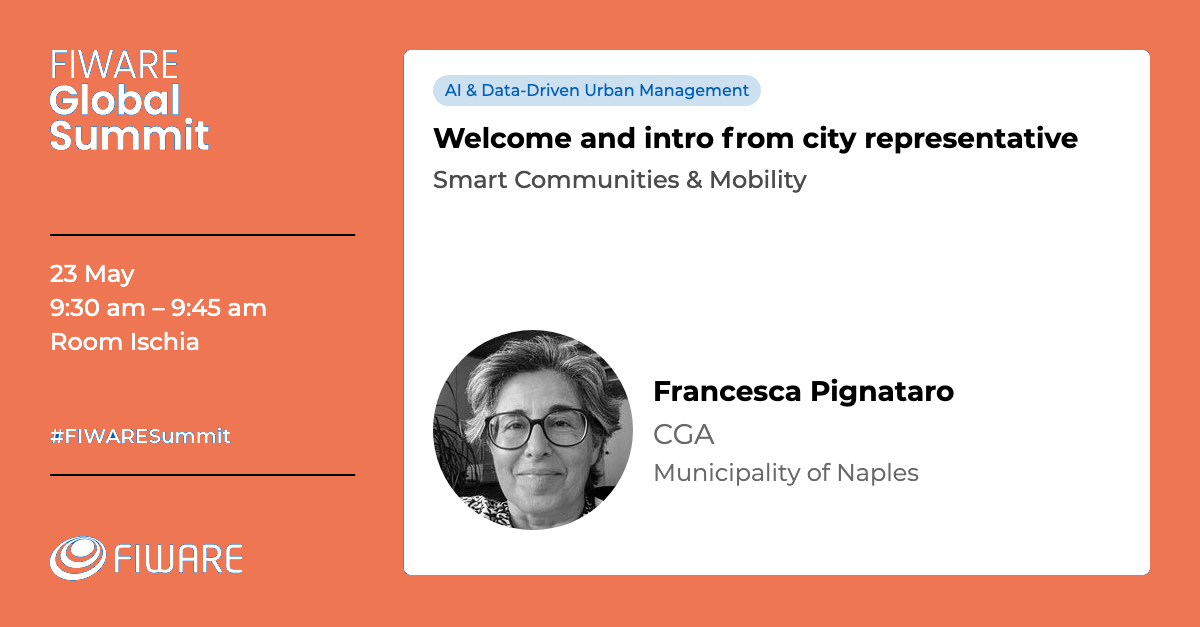 FIWARE
Global
Summit
23 May
9:30 am – 9:45 am
Room Ischia
#FIWARESummit
FIWARE
AI & Data-Driven Urban Management
Welcome and intro from city representative
Smart Communities & Mobility
Francesca Pignataro
CGA
Municipality of Naples